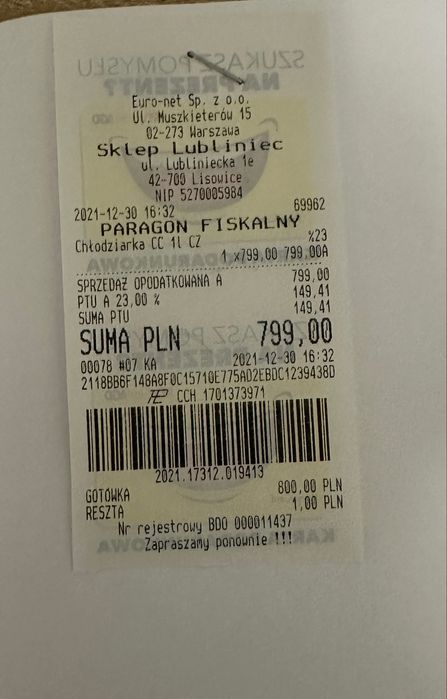 Euro-net Sp. z o.o.
Ul. Muszkieterów 15
02-273 Warszawa
Sklep Lubliniec
ul. Lubliniecka 1e
42-700 Lisowice
NIP 5270005984
2021-12-30 16:32 69962
PARAGON FISKALNY
Chłodziarka CC 1l CZ %23
1 x799,00 799,00A
SPRZEDAŻ OPODATKOWANA A 799,00
PTU A 23,00 % 149,41
SUMA PTU 149,41
SUMA PLN 799,00
00078 #07 KA 2021-12-30 16:32
2118BB6F148A8F0C15710E775AD2EBDC1239438D
CCH 1701373971
2021.17312.019413
GOTÓWKA 800,00 PLN
RESZTA 1,00 PLN
Nr rejestrowy BDO 000011437
Zapraszamy ponownie !!!